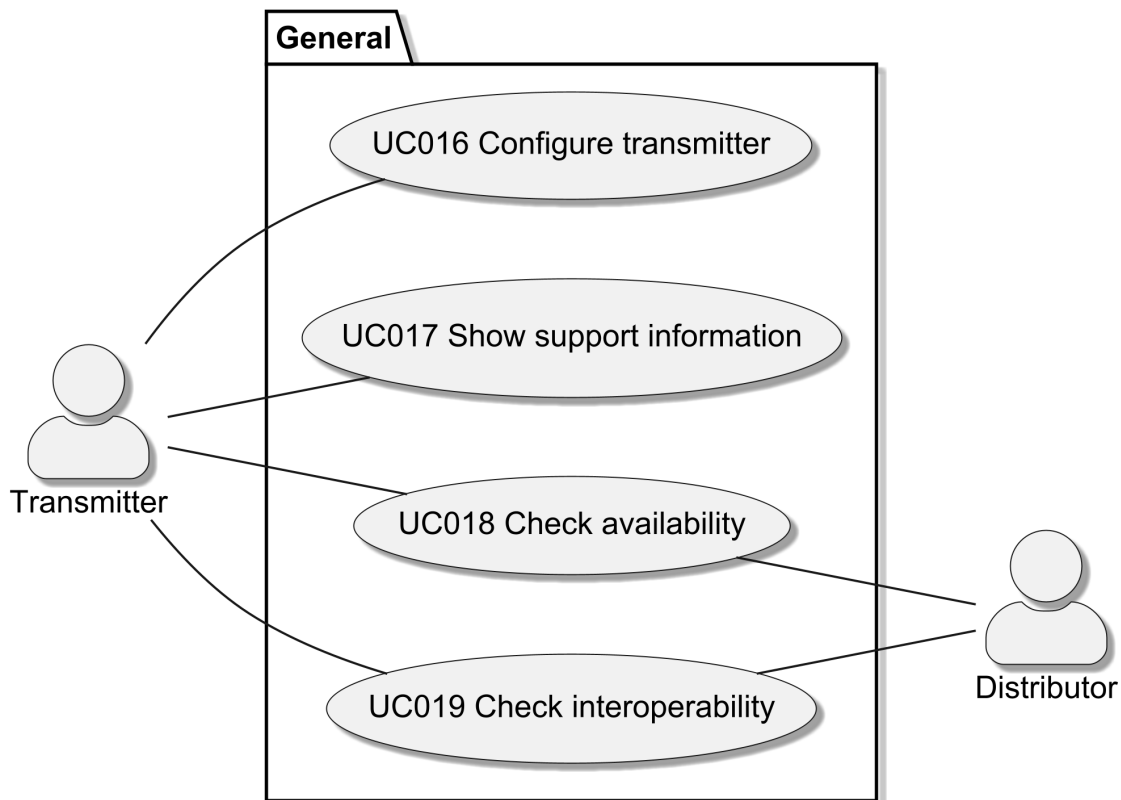 General
UC016 Configure transmitter
UC017 Show support information
Transmitter
UC018 Check availability
Distributor
UC019 Check interoperability